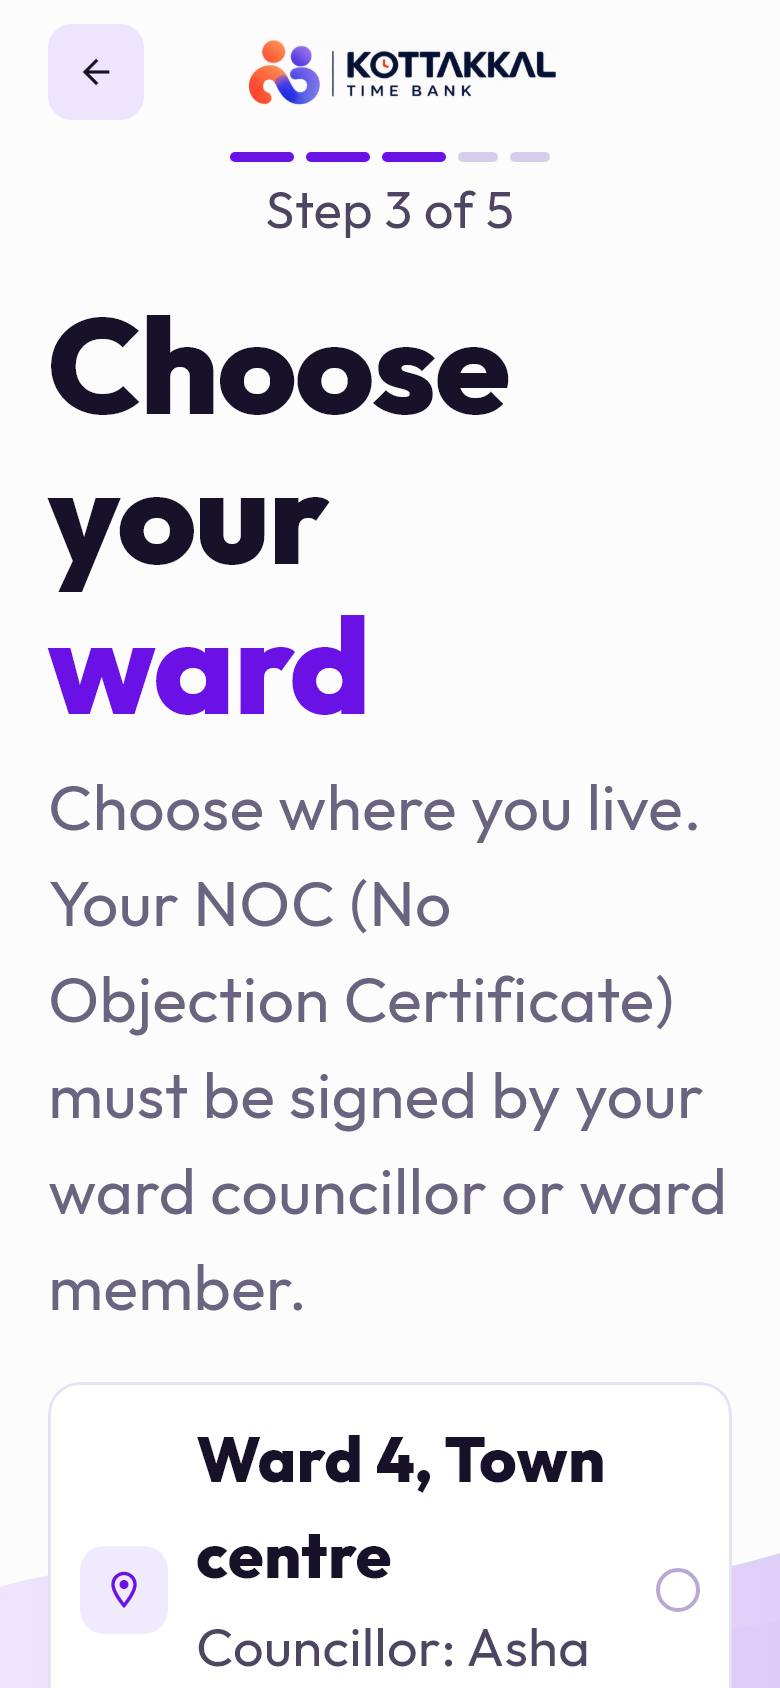 KOTTAKKAL
TIME BANK
Step 3 of 5
Choose
your
ward
Choose where you live.
Your NOC (No
Objection Certificate)
must be signed by your
ward councillor or ward
member.
Ward 4, Town
centre
Councillor: Asha